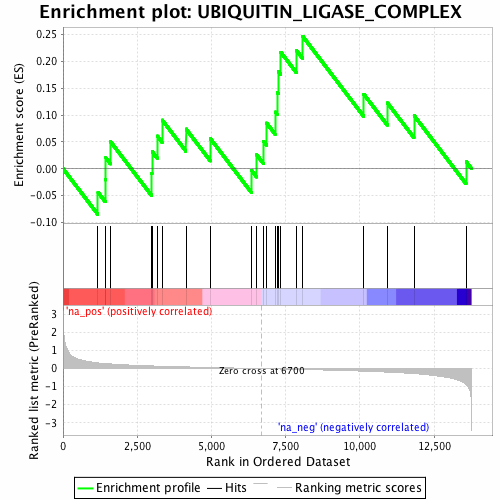 Enrichment plot: UBIQUITIN_LIGASE_COMPLEX
Enrichment score (ES)
0.25
0.20
0.15
0.10
0.05
0.00
-0.05
-0.10
'na_pos' (positively correlated)
Ranked list metric (PreRanked)
3
2
1
0
-1
-2
-3
Zero cross at 6700
'na_neg' (negatively correlated)
0 2,500 5,000 7,500 10,000 12,500
Rank in Ordered Dataset
Enrichment profile Hits Ranking metric scores